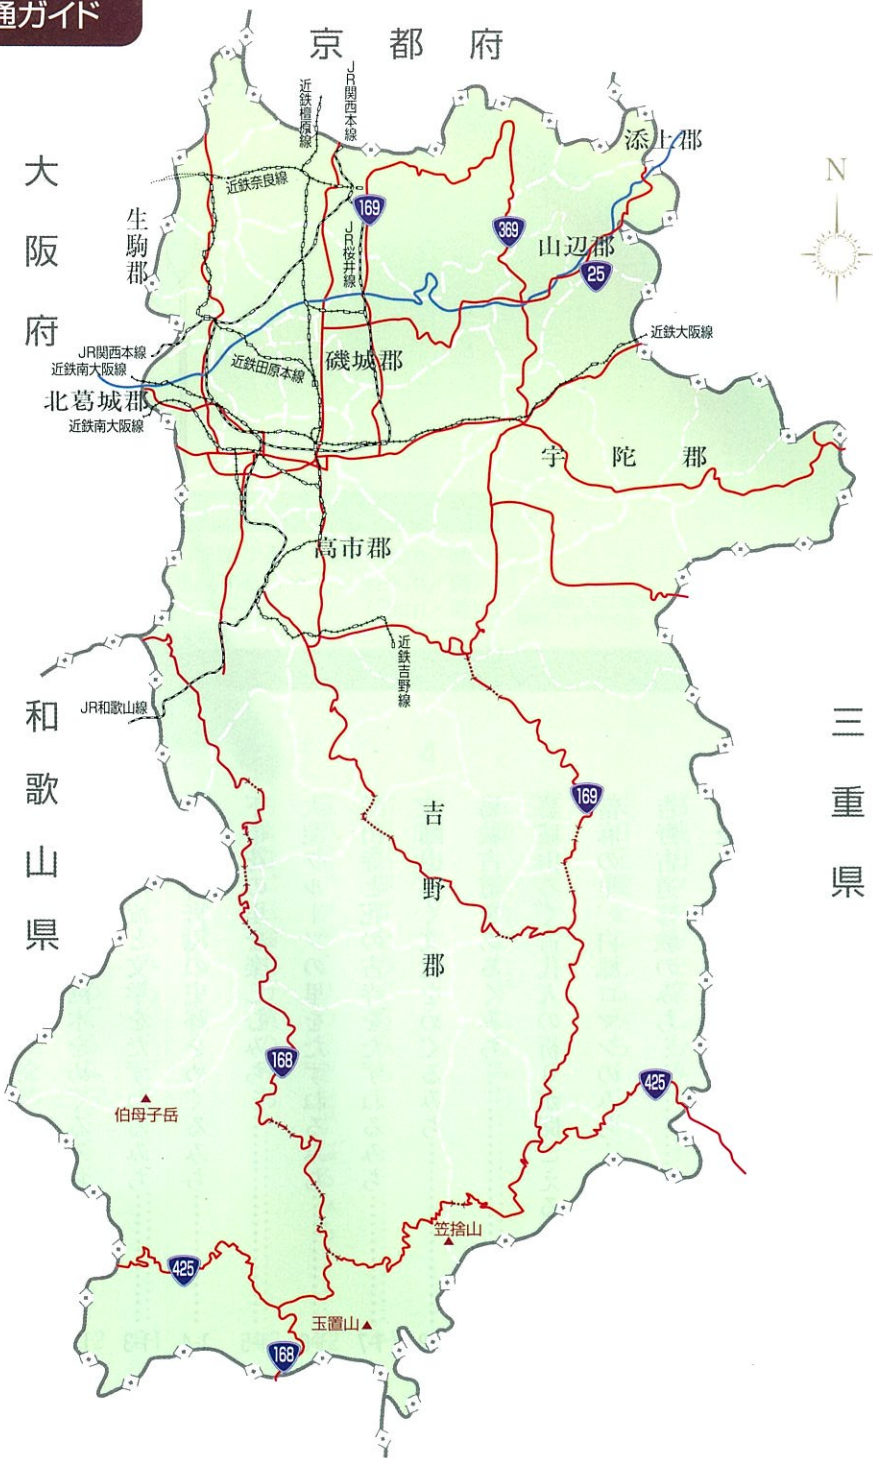 通ガイド
京都府
JR関西本線
近鉄橿原線
添上郡
大阪府
近鉄奈良線
生駒郡
169
369
山辺郡
JR桜井線
25
近鉄大阪線
JR関西本線
近鉄南大阪線
近鉄田原本線
磯城郡
北葛城郡
近鉄南大阪線
宇陀郡
高市郡
近鉄吉野線
JR和歌山線
和歌山県
三重県
吉野郡
169
168
425
伯母子岳
笠捨山
425
玉置山
168
N